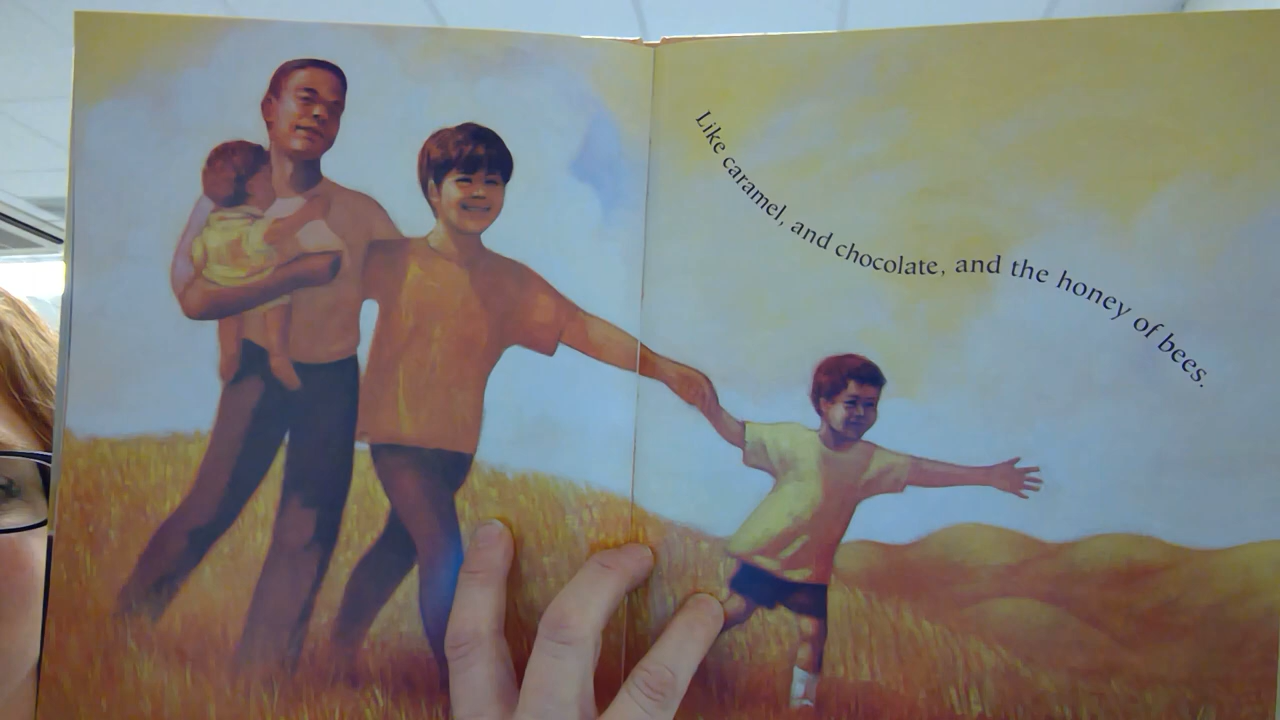 Like caramel, and chocolate, and the honey of bees.